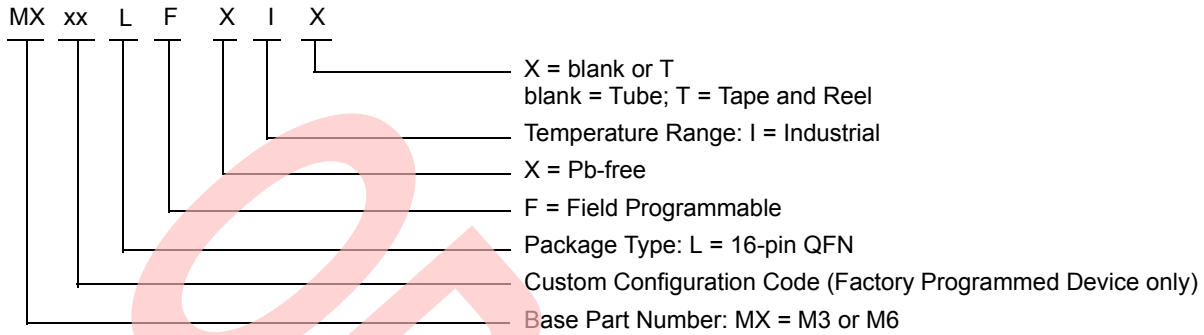 MX xx L F X I X
X = blank or T
blank = Tube; T = Tape and Reel
Temperature Range: I = Industrial
X = Pb-free
F = Field Programmable
Package Type: L = 16-pin QFN
Custom Configuration Code (Factory Programmed Device only)
Base Part Number: MX = M3 or M6